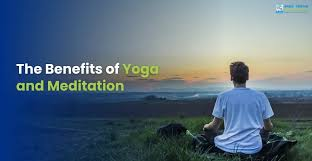 The Benefits of Yoga
and Meditation